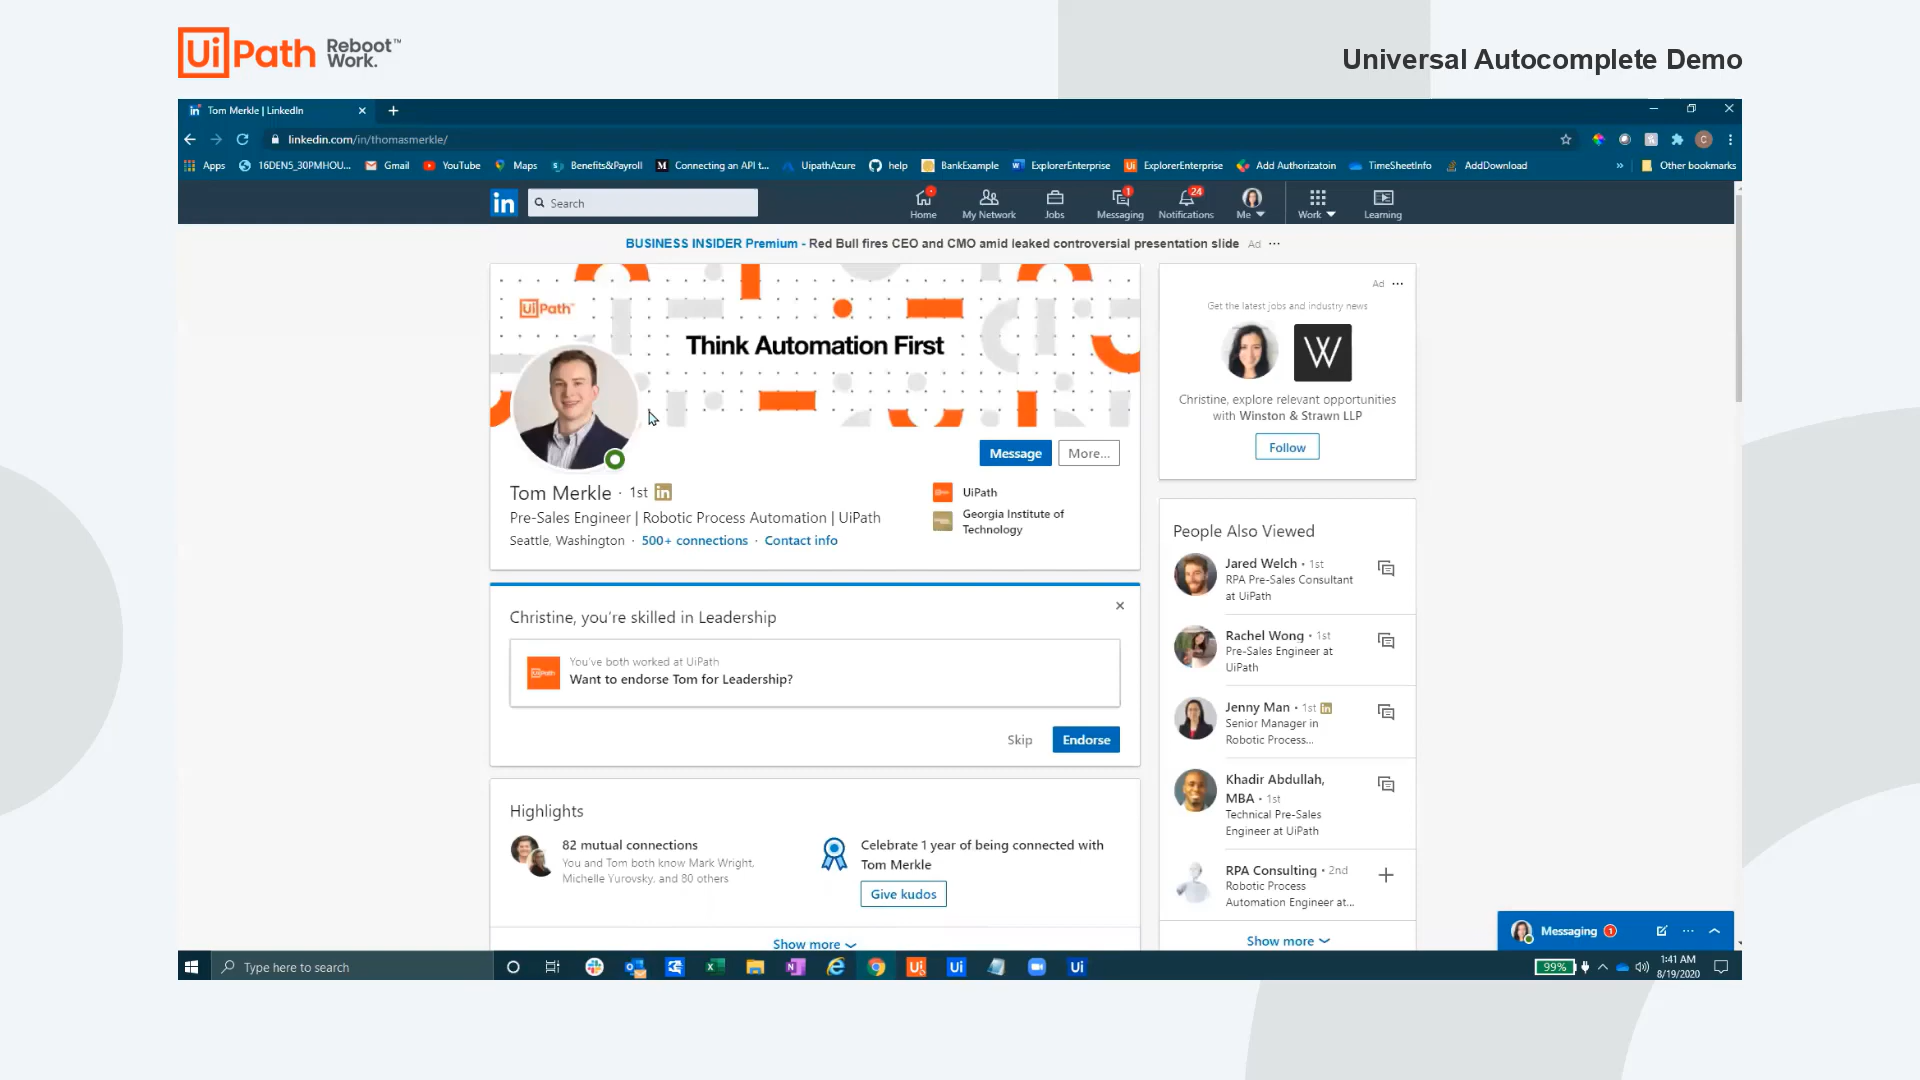 UiPath Reboot Work.™
Universal Autocomplete Demo
Tom Merkle | LinkedIn
linkedin.com/in/thomasmerkle/
Apps 16DEN5_30PMHOU... Gmail YouTube Maps Benefits&Payroll Connecting an API t... UipathAzure help BankExample ExplorerEnterprise ExplorerEnterprise Add Authorizatoin TimeSheetInfo AddDownload » Other bookmarks
in Search Home My Network Jobs 1 Messaging 24 Notifications Me Work Learning
BUSINESS INSIDER Premium - Red Bull fires CEO and CMO amid leaked controversial presentation slide Ad ...
UiPath™
Think Automation First
Message More...
Tom Merkle · 1st in
Pre-Sales Engineer | Robotic Process Automation | UiPath
Seattle, Washington · 500+ connections · Contact info
UiPath
Georgia Institute of
Technology
Christine, you're skilled in Leadership
You've both worked at UiPath
Want to endorse Tom for Leadership?
Skip Endorse
Highlights
82 mutual connections
You and Tom both know Mark Wright,
Michelle Yurovsky, and 80 others
Celebrate 1 year of being connected with
Tom Merkle
Give kudos
Show more
Ad ...
Get the latest jobs and industry news
W
Christine, explore relevant opportunities
with Winston & Strawn LLP
Follow
People Also Viewed
Jared Welch • 1st
RPA Pre-Sales Consultant
at UiPath
Rachel Wong • 1st
Pre-Sales Engineer at
UiPath
Jenny Man • 1st in
Senior Manager in
Robotic Process...
Khadir Abdullah,
MBA • 1st
Technical Pre-Sales
Engineer at UiPath
RPA Consulting • 2nd
Robotic Process
Automation Engineer at...
Show more
Messaging 1
Type here to search
99%
1:41 AM
8/19/2020